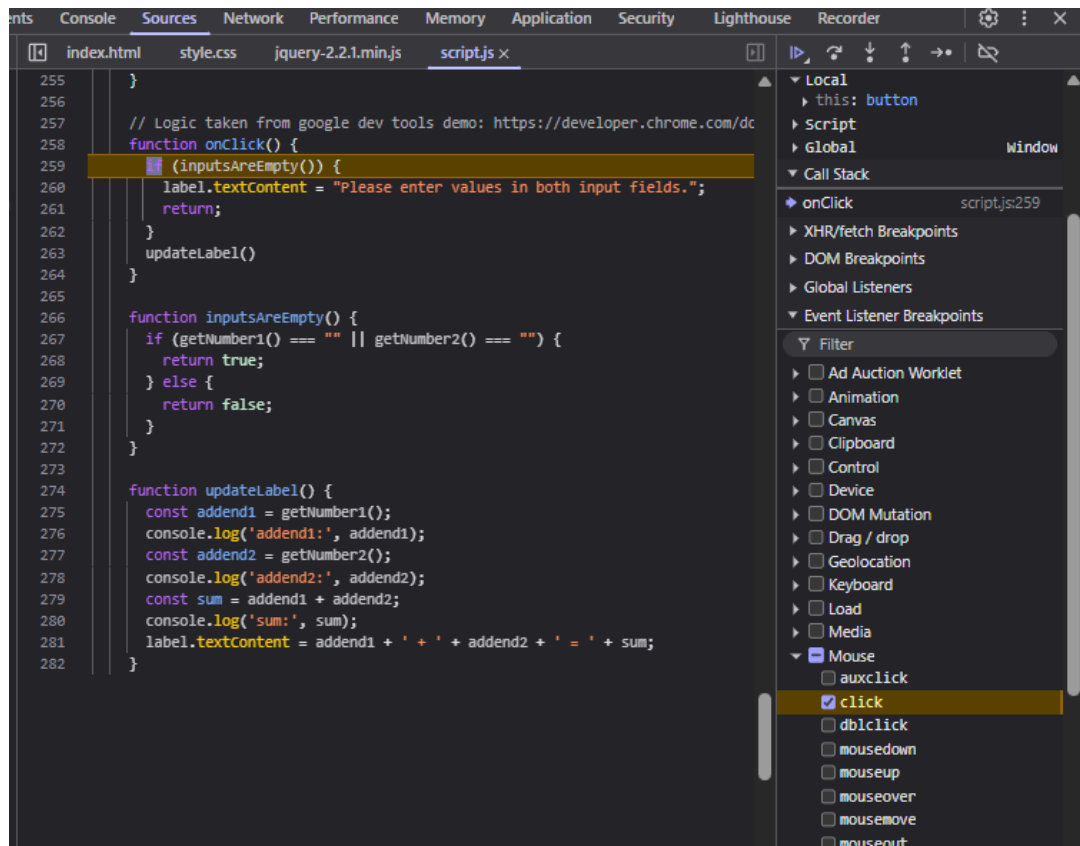 ents Console Sources Network Performance Memory Application Security Lighthouse Recorder
index.html style.css jquery-2.2.1.min.js script.js ×
255 }
256
257 // Logic taken from google dev tools demo: https://developer.chrome.com/dc
258 function onClick() {
259 if (inputsAreEmpty()) {
260 label.textContent = "Please enter values in both input fields.";
261 return;
262 }
263 updateLabel()
264 }
265
266 function inputsAreEmpty() {
267 if (getNumber1() === "" || getNumber2() === "") {
268 return true;
269 } else {
270 return false;
271 }
272 }
273
274 function updateLabel() {
275 const addend1 = getNumber1();
276 console.log('addend1:', addend1);
277 const addend2 = getNumber2();
278 console.log('addend2:', addend2);
279 const sum = addend1 + addend2;
280 console.log('sum:', sum);
281 label.textContent = addend1 + ' + ' + addend2 + ' = ' + sum;
282 }
Local
this: button
Script
Global Window
Call Stack
onClick script.js:259
XHR/fetch Breakpoints
DOM Breakpoints
Global Listeners
Event Listener Breakpoints
Filter
Ad Auction Worklet
Animation
Canvas
Clipboard
Control
Device
DOM Mutation
Drag / drop
Geolocation
Keyboard
Load
Media
Mouse
auxclick
click
dblclick
mousedown
mouseup
mouseover
mousemove
mouseout